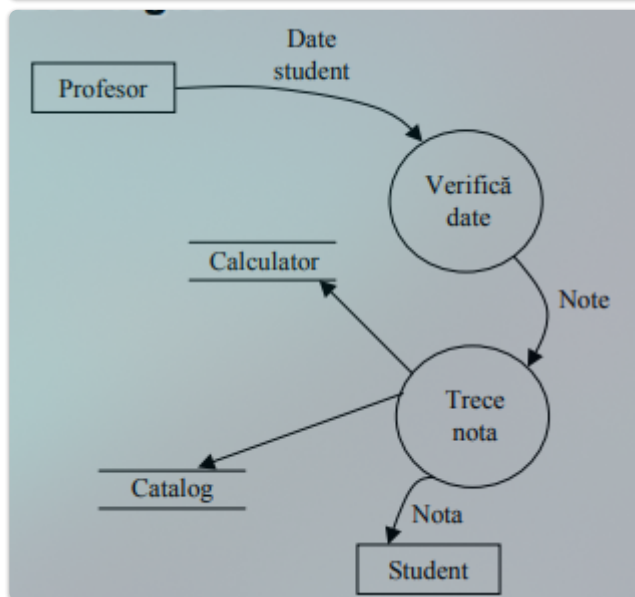 Date
student
Profesor
Verifică
date
Calculator
Note
Trece
nota
Catalog
Nota
Student